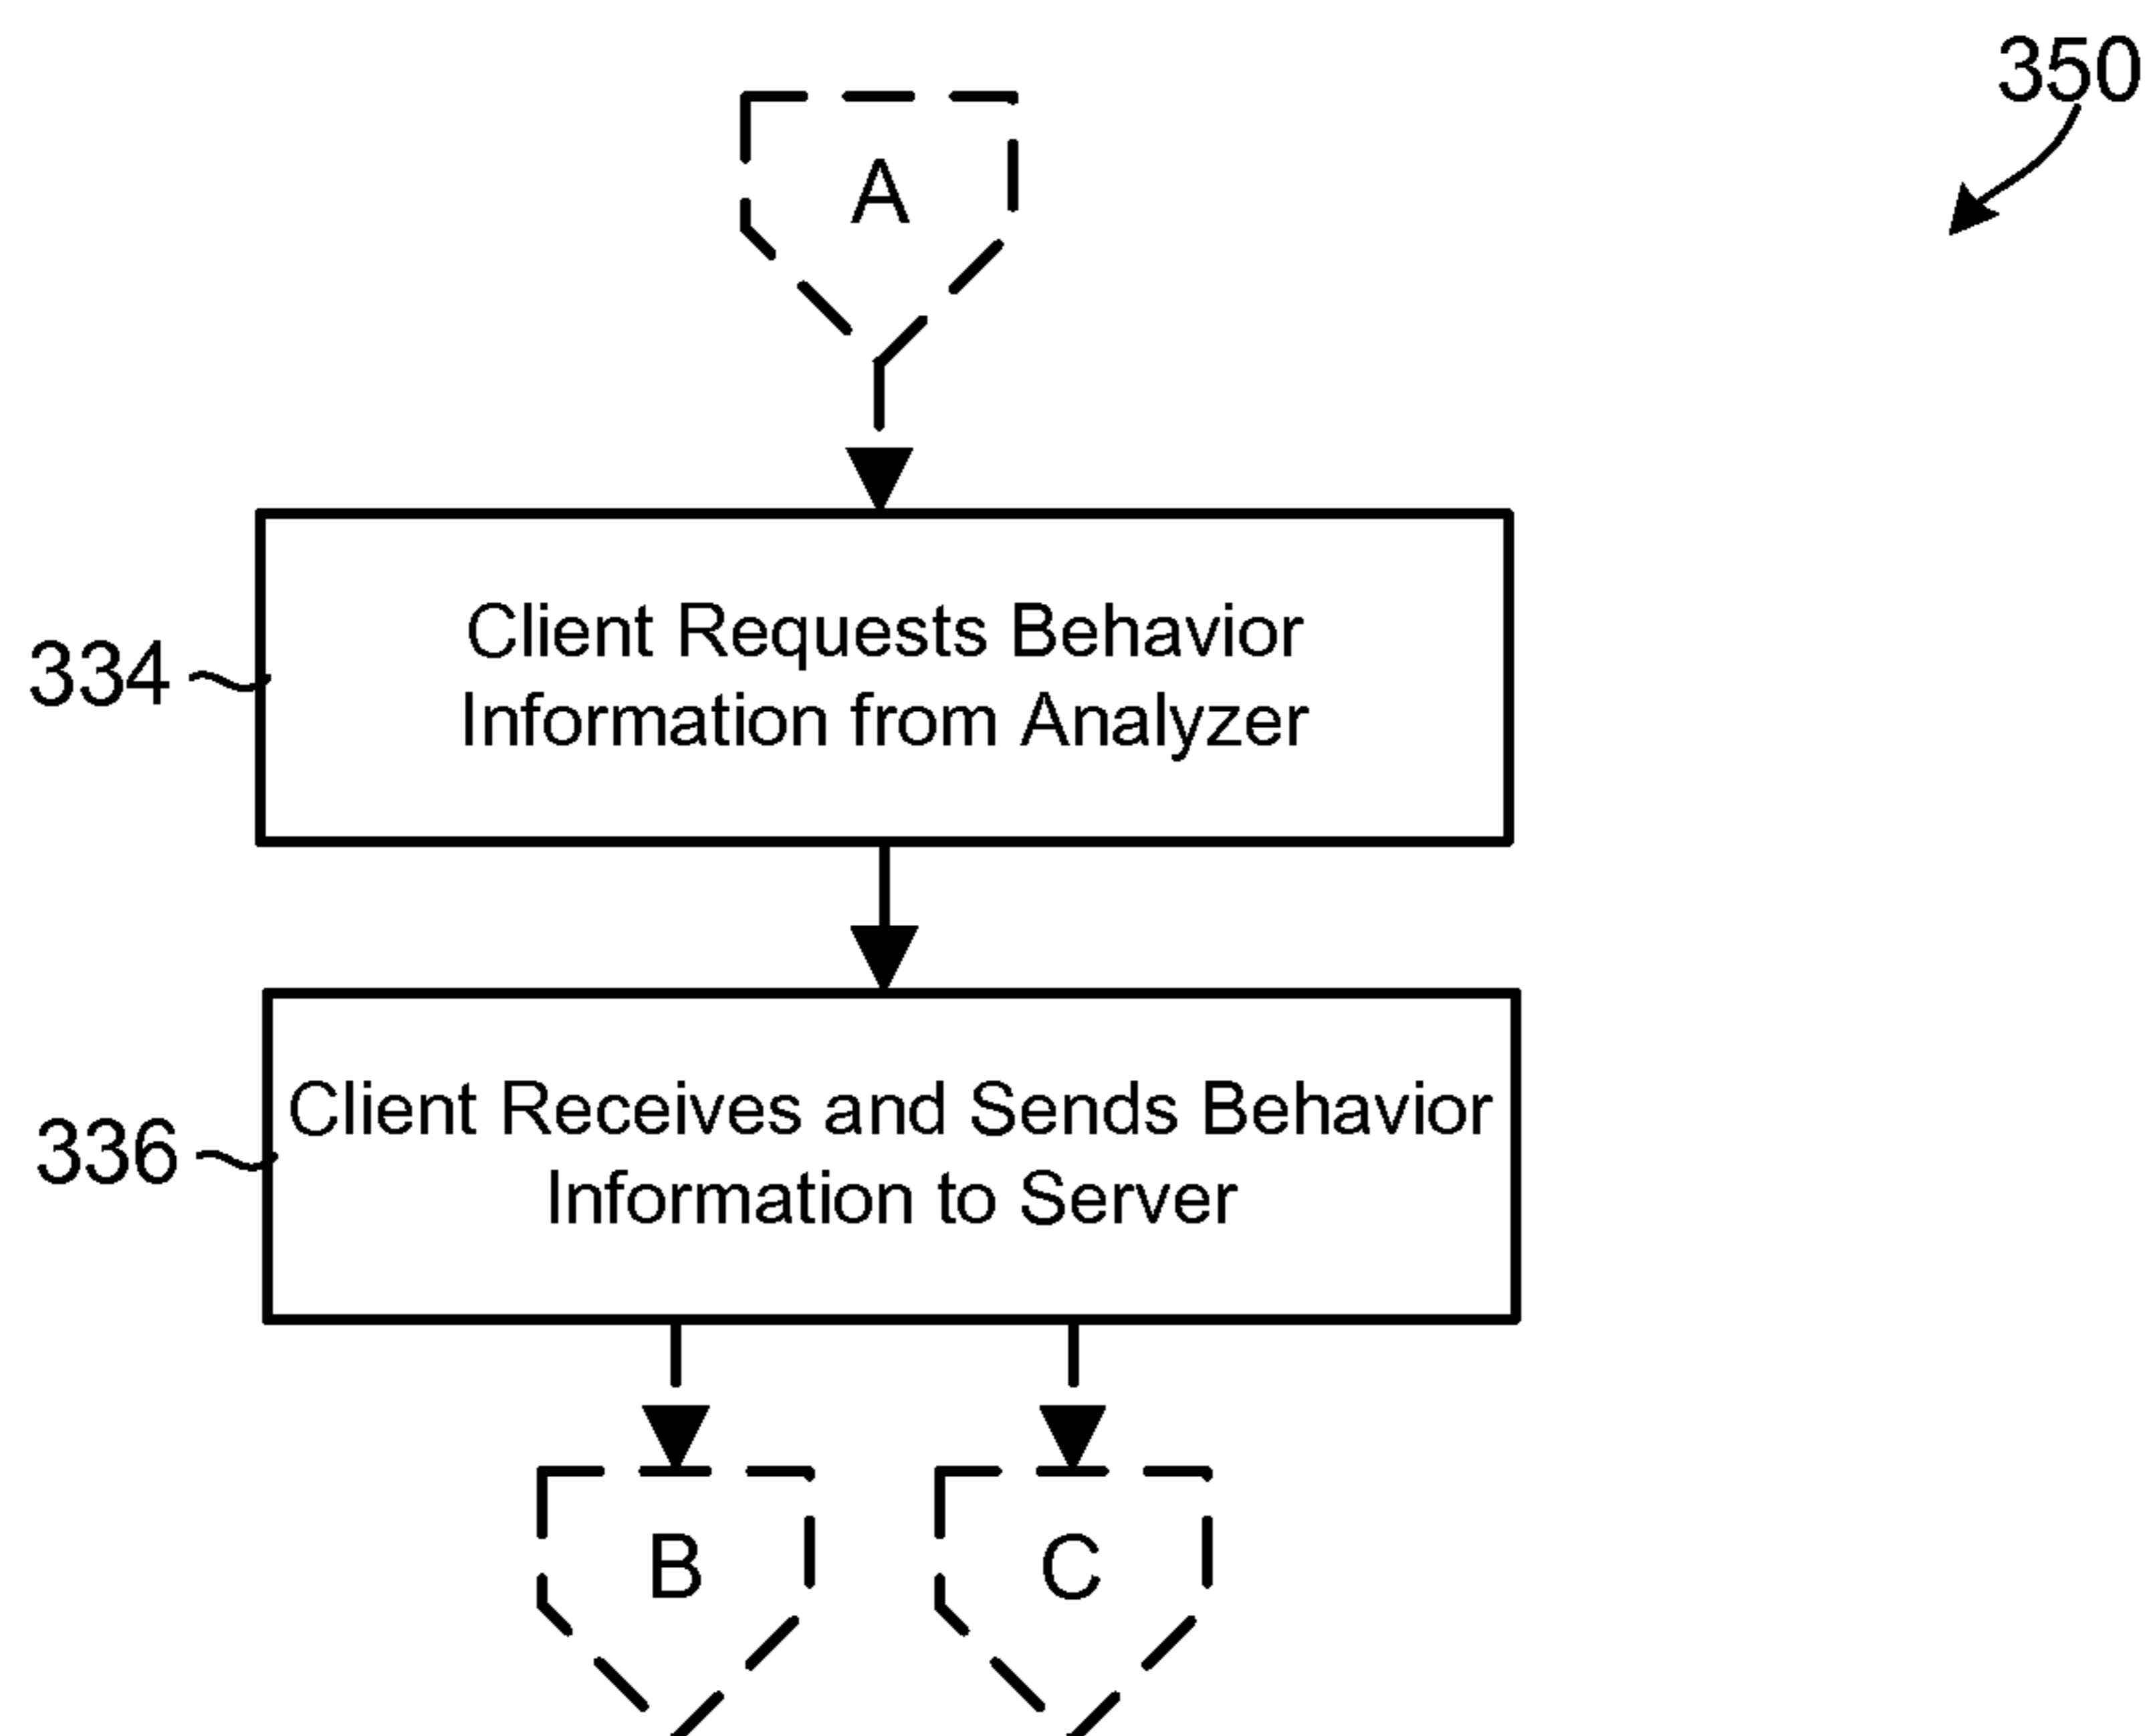 350
A
334
Client Requests Behavior
Information from Analyzer
336
Client Receives and Sends Behavior
Information to Server
B
C